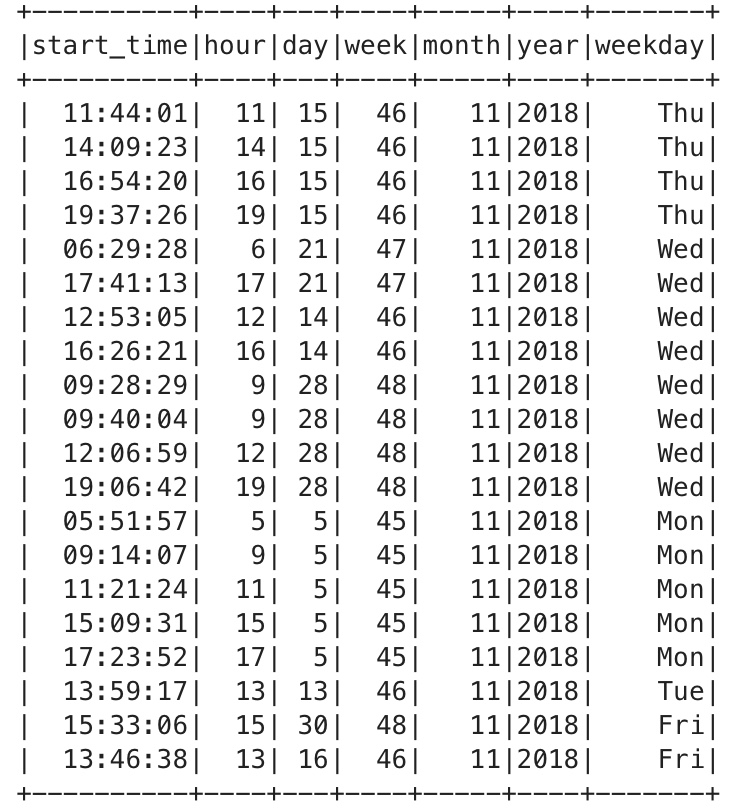 +----------+----+---+----+-----+----+-------+
|start_time|hour|day|week|month|year|weekday|
+----------+----+---+----+-----+----+-------+
|  11:44:01|  11| 15|  46|   11|2018|    Thu|
|  14:09:23|  14| 15|  46|   11|2018|    Thu|
|  16:54:20|  16| 15|  46|   11|2018|    Thu|
|  19:37:26|  19| 15|  46|   11|2018|    Thu|
|  06:29:28|   6| 21|  47|   11|2018|    Wed|
|  17:41:13|  17| 21|  47|   11|2018|    Wed|
|  12:53:05|  12| 14|  46|   11|2018|    Wed|
|  16:26:21|  16| 14|  46|   11|2018|    Wed|
|  09:28:29|   9| 28|  48|   11|2018|    Wed|
|  09:40:04|   9| 28|  48|   11|2018|    Wed|
|  12:06:59|  12| 28|  48|   11|2018|    Wed|
|  19:06:42|  19| 28|  48|   11|2018|    Wed|
|  05:51:57|   5|  5|  45|   11|2018|    Mon|
|  09:14:07|   9|  5|  45|   11|2018|    Mon|
|  11:21:24|  11|  5|  45|   11|2018|    Mon|
|  15:09:31|  15|  5|  45|   11|2018|    Mon|
|  17:23:52|  17|  5|  45|   11|2018|    Mon|
|  13:59:17|  13| 13|  46|   11|2018|    Tue|
|  15:33:06|  15| 30|  48|   11|2018|    Fri|
|  13:46:38|  13| 16|  46|   11|2018|    Fri|
+----------+----+---+----+-----+----+-------+